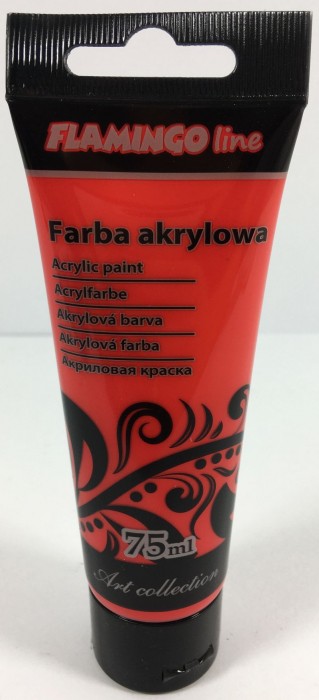 FLAMINGO line
Farba akrylowa
Acrylic paint
Acrylfarbe
Akrylová barva
Akrylová farba
Акриловая краска
75ml
Art collection